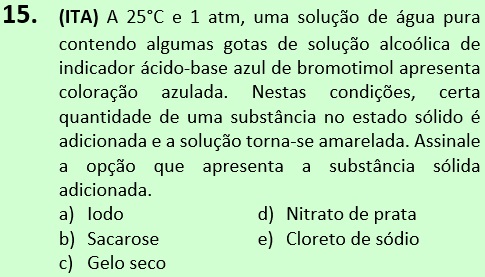 15. (ITA) A 25°C e 1 atm, uma solução de água pura
contendo algumas gotas de solução alcoólica de
indicador ácido-base azul de bromotimol apresenta
coloração azulada. Nestas condições, certa
quantidade de uma substância no estado sólido é
adicionada e a solução torna-se amarelada. Assinale
a opção que apresenta a substância sólida
adicionada.
a) Iodo d) Nitrato de prata
b) Sacarose e) Cloreto de sódio
c) Gelo seco